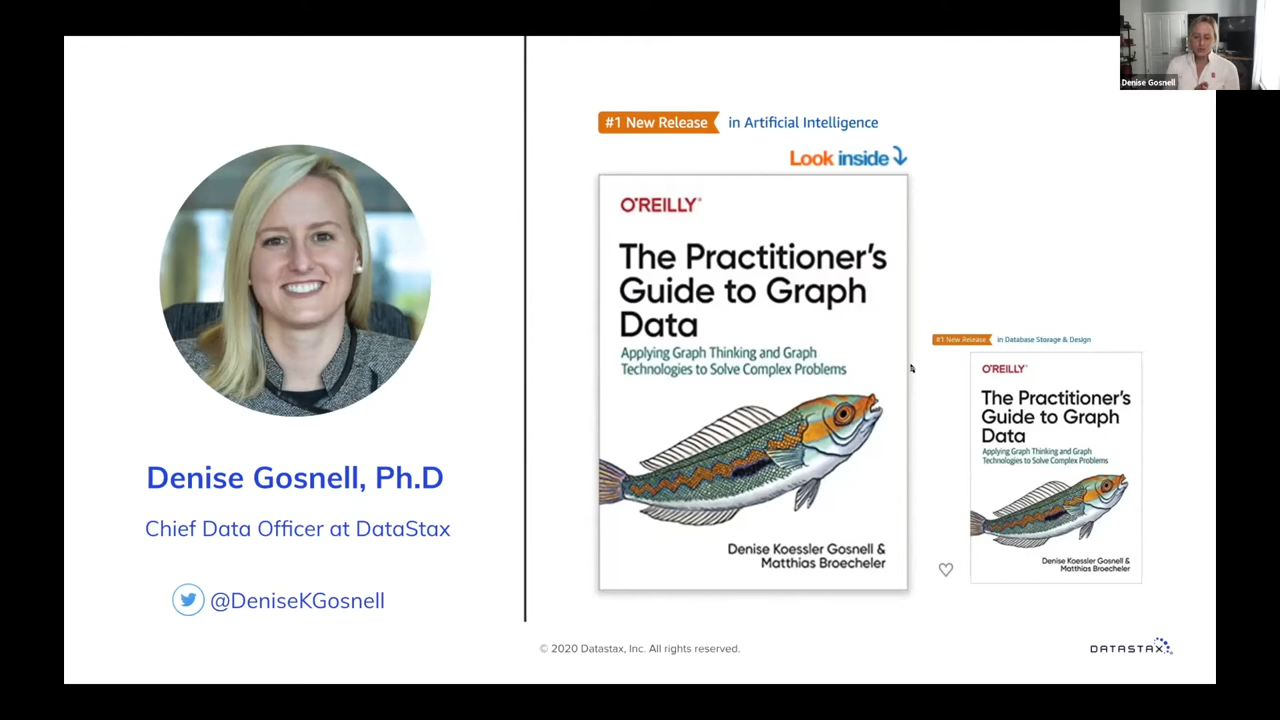 Denise Gosnell
#1 New Release in Artificial Intelligence
Look inside
O'REILLY®
The Practitioner's
Guide to Graph
Data
Applying Graph Thinking and Graph
Technologies to Solve Complex Problems
Denise Koessler Gosnell &
Matthias Broecheler
#1 New Release in Database Storage & Design
O'REILLY®
The Practitioner's
Guide to Graph
Data
Applying Graph Thinking and Graph
Technologies to Solve Complex Problems
Denise Koessler Gosnell &
Matthias Broecheler
Denise Gosnell, Ph.D
Chief Data Officer at DataStax
@DeniseKGosnell
© 2020 Datastax, Inc. All rights reserved.
DATASTAX